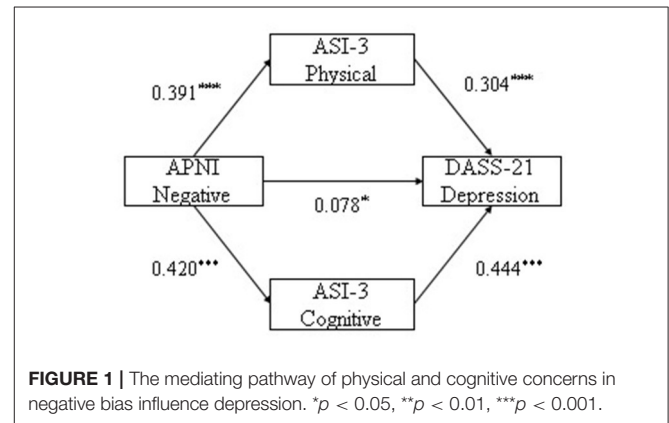 ASI-3
Physical
0.391***
0.304***
APNI
Negative
DASS-21
Depression
0.078*
0.420***
0.444***
ASI-3
Cognitive
FIGURE 1 | The mediating pathway of physical and cognitive concerns in
negative bias influence depression. *p < 0.05, **p < 0.01, ***p < 0.001.